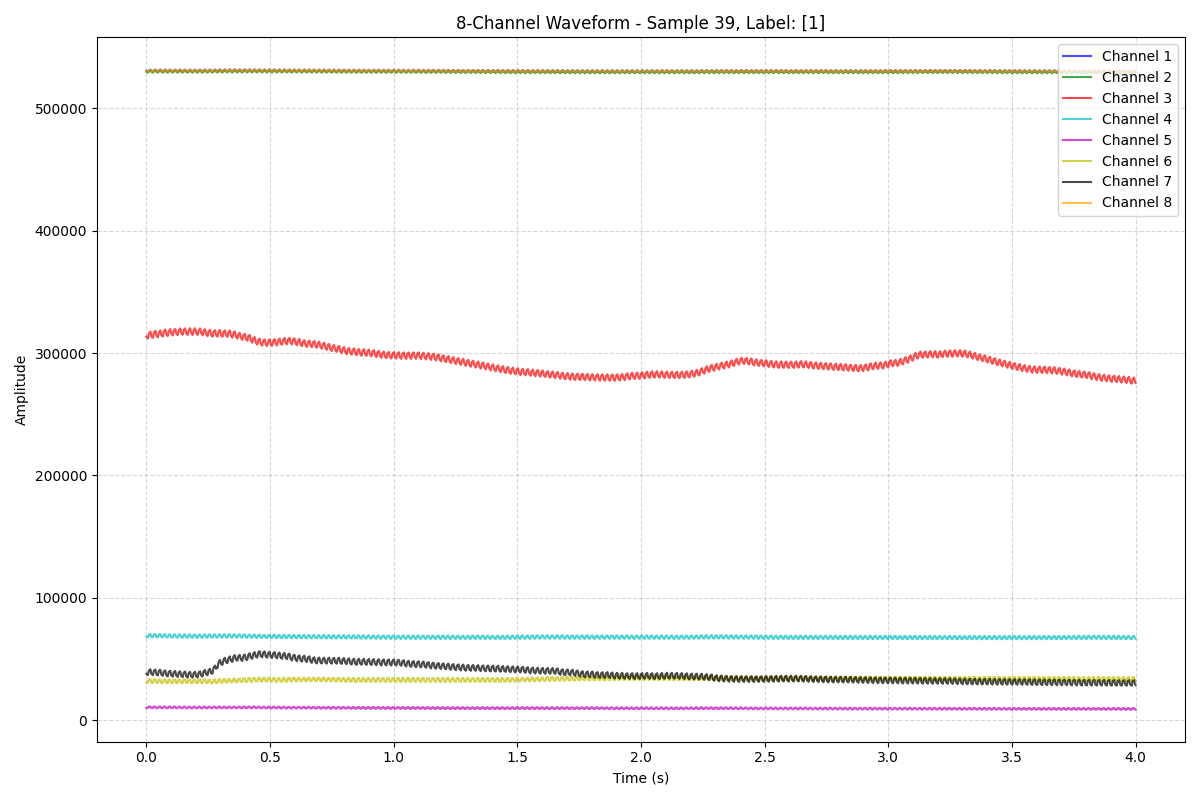 8-Channel Waveform - Sample 39, Label: [1]
Channel 1
Channel 2
Channel 3
Channel 4
Channel 5
Channel 6
Channel 7
Channel 8
Amplitude
500000
400000
300000
200000
100000
0
0.0 0.5 1.0 1.5 2.0 2.5 3.0 3.5 4.0
Time (s)